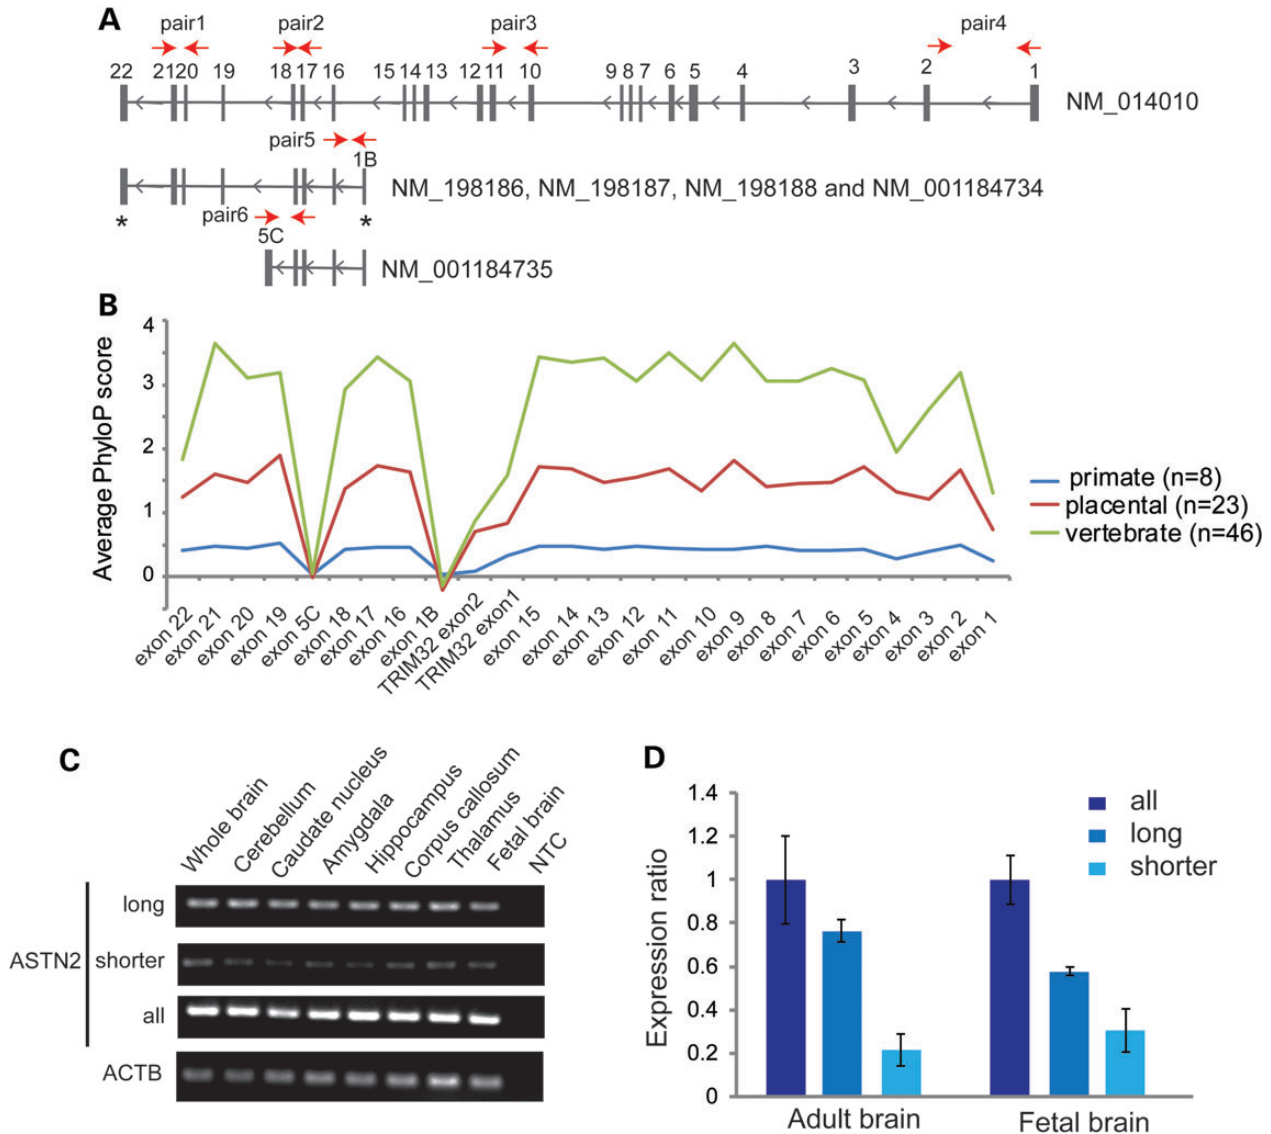 A
pair1 pair2 pair3 pair4
22 21 20 19 18 17 16 15 14 13 12 11 10 9 8 7 6 5 4 3 2 1
NM_014010
pair5
1B
NM_198186, NM_198187, NM_198188 and NM_001184734
pair6
* *
5C
NM_001184735
B
Average PhyloP score
4
3
2
1
0
primate (n=8)
placental (n=23)
vertebrate (n=46)
exon 22
exon 21
exon 20
exon 19
exon 5C
exon 18
exon 17
exon 16
exon 1B
TRIM32 exon2
TRIM32 exon1
exon 15
exon 14
exon 13
exon 12
exon 11
exon 10
exon 9
exon 8
exon 7
exon 6
exon 5
exon 4
exon 3
exon 2
exon 1
C
Whole brain
Cerebellum
Caudate nucleus
Amygdala
Hippocampus
Corpus callosum
Thalamus
Fetal brain
NTC
ASTN2
long
shorter
all
ACTB
D
Expression ratio
1.4
1.2
1
0.8
0.6
0.4
0.2
0
all
long
shorter
Adult brain
Fetal brain